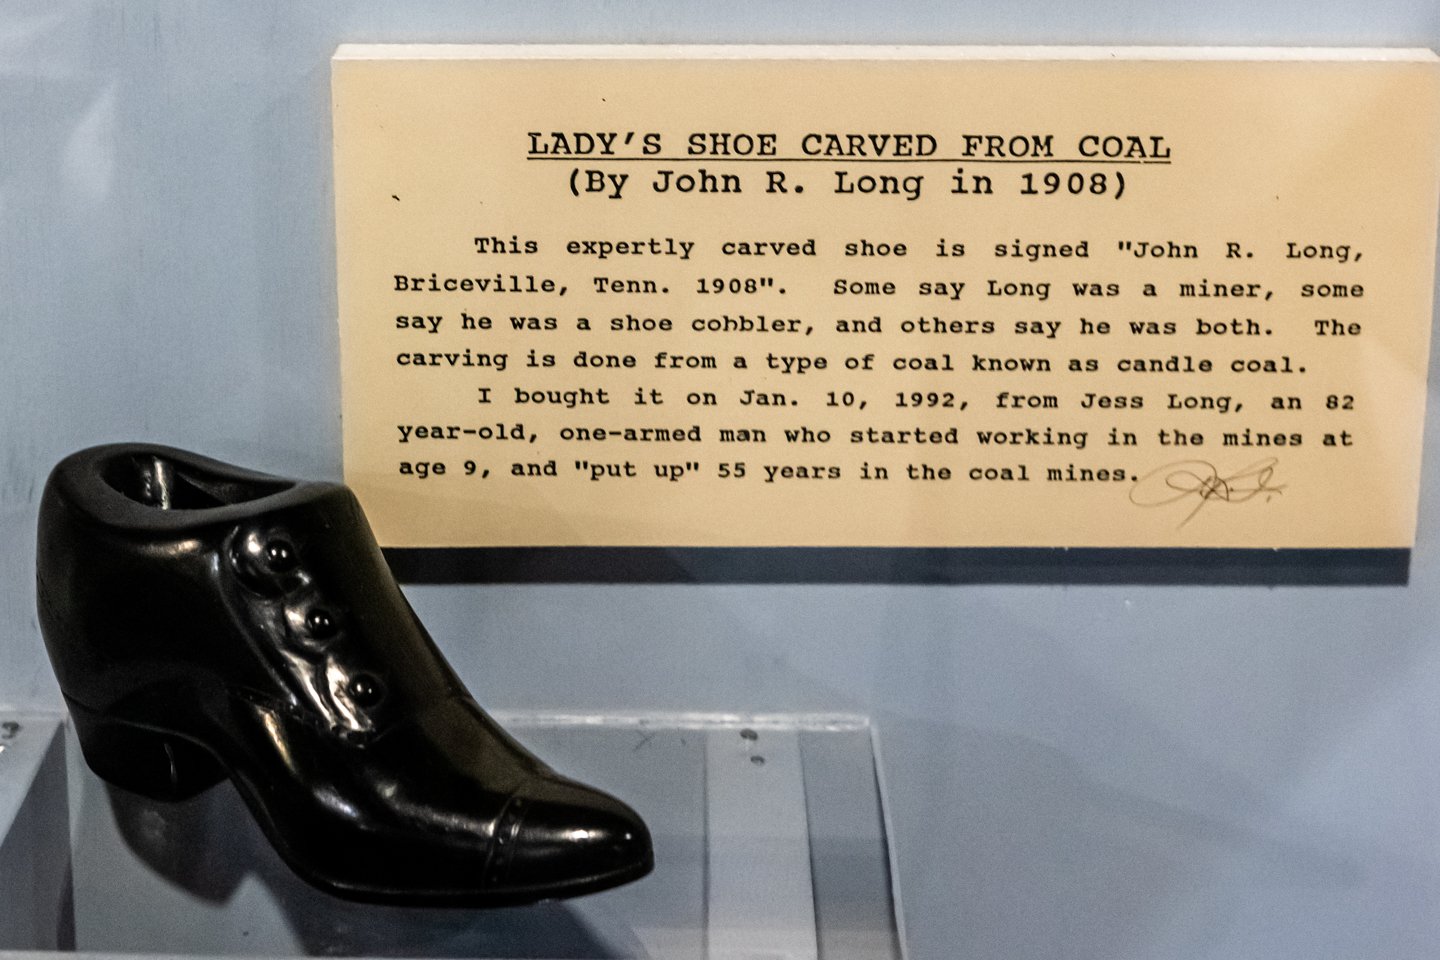 LADY'S SHOE CARVED FROM COAL
(By John R. Long in 1908)
This expertly carved shoe is signed "John R. Long,
Briceville, Tenn. 1908". Some say Long was a miner, some
say he was a shoe cobbler, and others say he was both. The
carving is done from a type of coal known as candle coal.
I bought it on Jan. 10, 1992, from Jess Long, an 82
year-old, one-armed man who started working in the mines at
age 9, and "put up" 55 years in the coal mines.